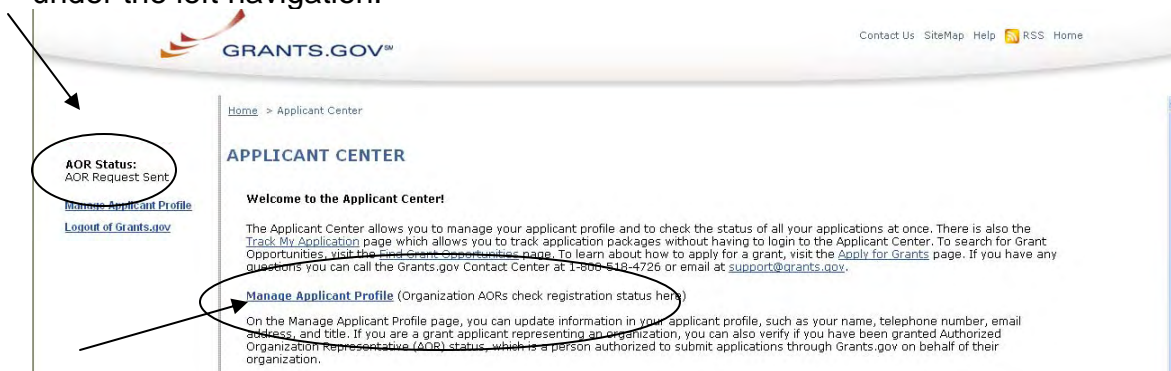 under the left navigation.
GRANTS.GOV℠
Contact Us SiteMap Help RSS Home
Home > Applicant Center
AOR Status:
AOR Request Sent
Manage Applicant Profile
Logout of Grants.gov
APPLICANT CENTER
Welcome to the Applicant Center!
The Applicant Center allows you to manage your applicant profile and to check the status of all your applications at once. There is also the
Track My Application page which allows you to track application packages without having to login to the Applicant Center. To search for Grant
Opportunities, visit the Find Grant Opportunities page. To learn about how to apply for a grant, visit the Apply for Grants page. If you have any
questions you can call the Grants.gov Contact Center at 1-800-518-4726 or email at support@grants.gov.
Manage Applicant Profile (Organization AORs check registration status here)
On the Manage Applicant Profile page, you can update information in your applicant profile, such as your name, telephone number, email
address, and title. If you are a grant applicant representing an organization, you can also verify if you have been granted Authorized
Organization Representative (AOR) status, which is a person authorized to submit applications through Grants.gov on behalf of their
organization.